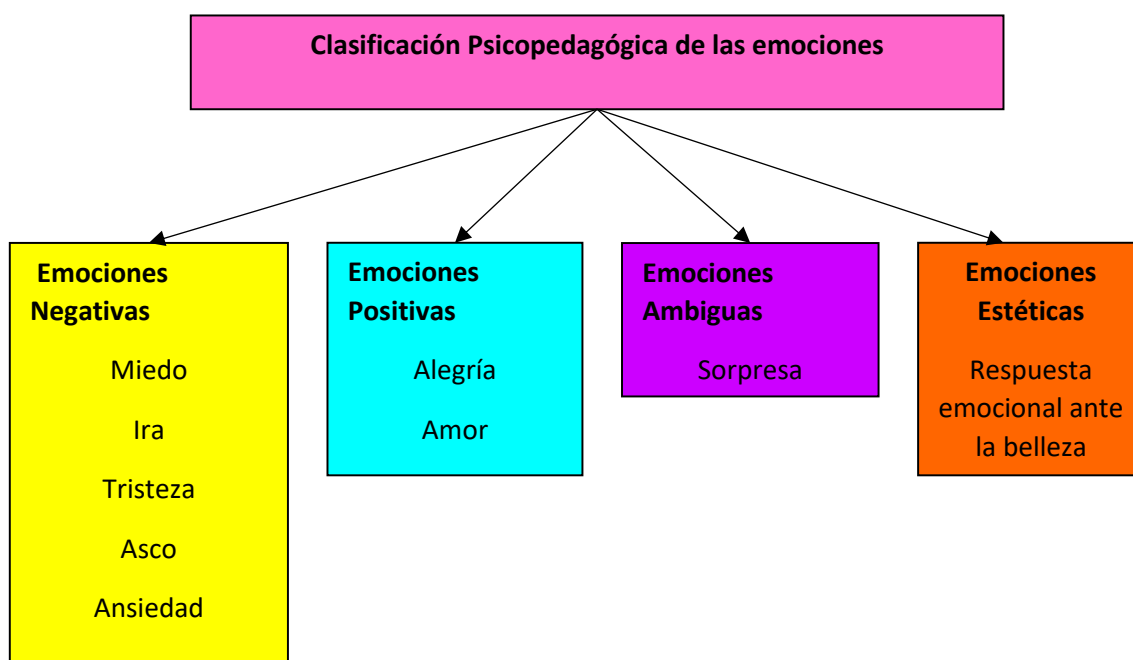 Clasificación Psicopedagógica de las emociones
Emociones
Negativas
Miedo
Ira
Tristeza
Asco
Ansiedad
Emociones
Positivas
Alegría
Amor
Emociones
Ambiguas
Sorpresa
Emociones
Estéticas
Respuesta
emocional ante
la belleza